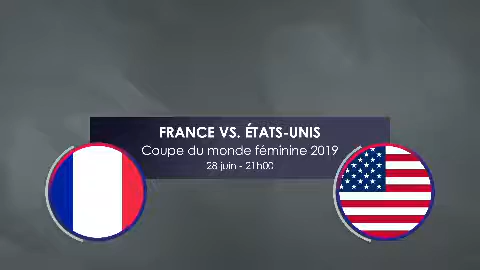 FRANCE VS. ÉTATS-UNIS
Coupe du monde féminine 2019
28 juin - 21h00